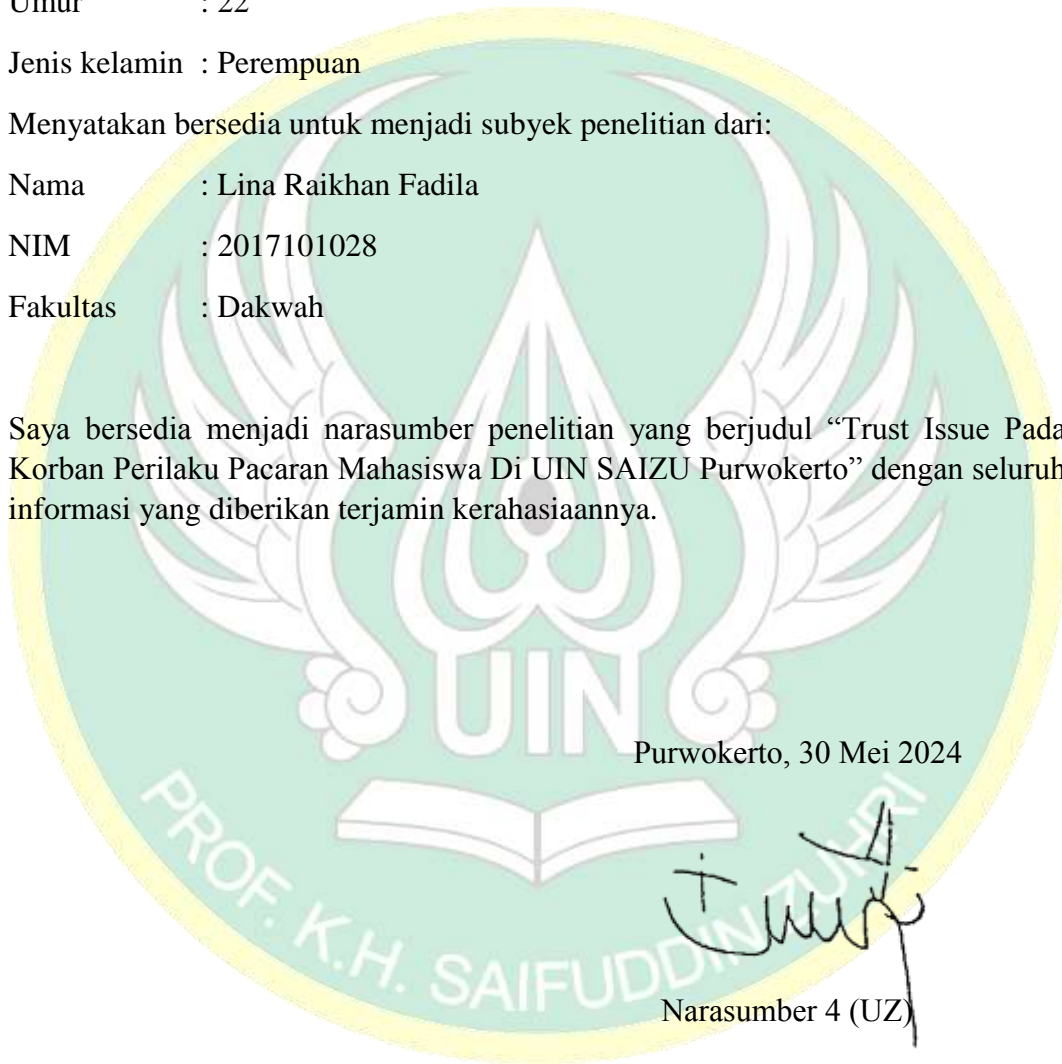 Umur : 22
Jenis kelamin : Perempuan
Menyatakan bersedia untuk menjadi subyek penelitian dari:
Nama : Lina Raikhan Fadila
NIM : 2017101028
Fakultas : Dakwah
Saya bersedia menjadi narasumber penelitian yang berjudul “Trust Issue Pada
Korban Perilaku Pacaran Mahasiswa Di UIN SAIZU Purwokerto” dengan seluruh
informasi yang diberikan terjamin kerahasiaannya.
UIN
Purwokerto, 30 Mei 2024
PROF. K.H. SAIFUDDIN ZUHRI
Narasumber 4 (UZ)